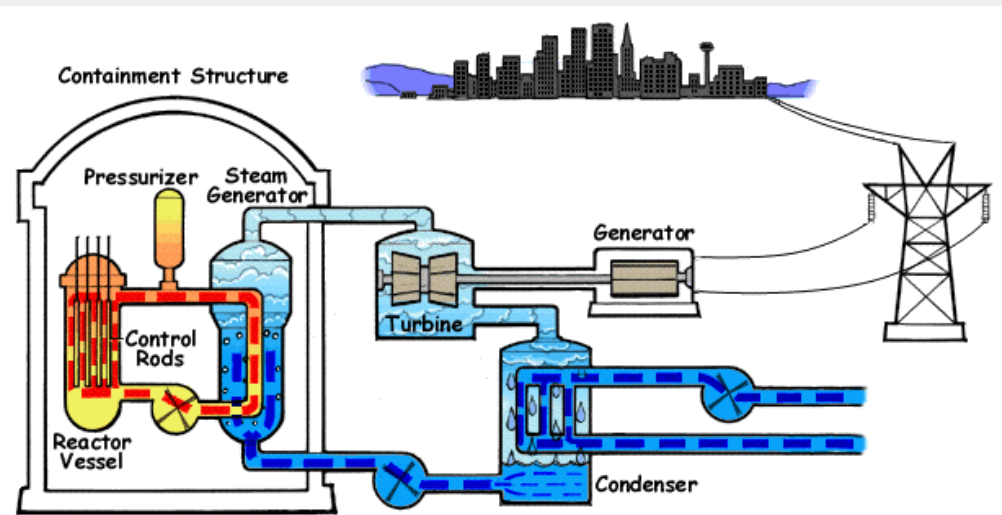 Containment Structure
Pressurizer
Steam
Generator
Generator
Turbine
Control
Rods
Reactor
Vessel
Condenser